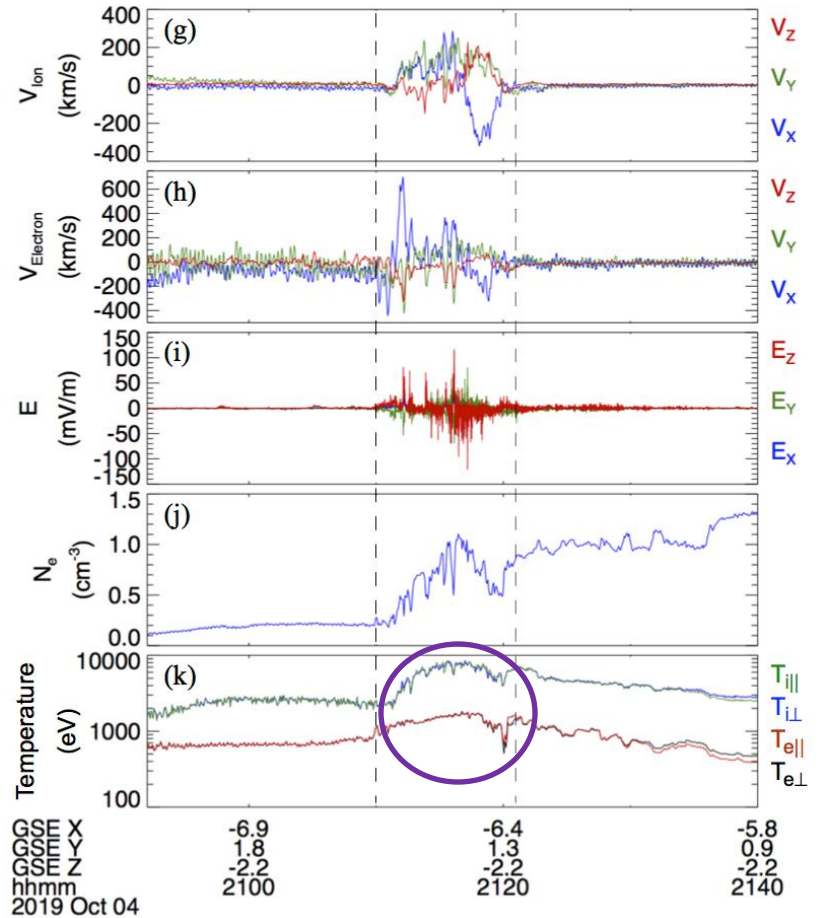 (g)
400
200
0
-200
-400
V_Ion
(km/s)
V_Z
V_Y
V_X
(h)
600
400
200
0
-200
-400
V_Electron
(km/s)
V_Z
V_Y
V_X
(i)
150
100
50
0
-50
-100
-150
E
(mV/m)
E_Z
E_Y
E_X
(j)
1.5
1.0
0.5
0.0
N_e
(cm⁻³)
(k)
10000
1000
100
Temperature
(eV)
T_i||
T_i⊥
T_e||
T_e⊥
GSE X -6.9 -6.4 -5.8
GSE Y 1.8 1.3 0.9
GSE Z -2.2 -2.2 -2.2
hhmm 2100 2120 2140
2019 Oct 04